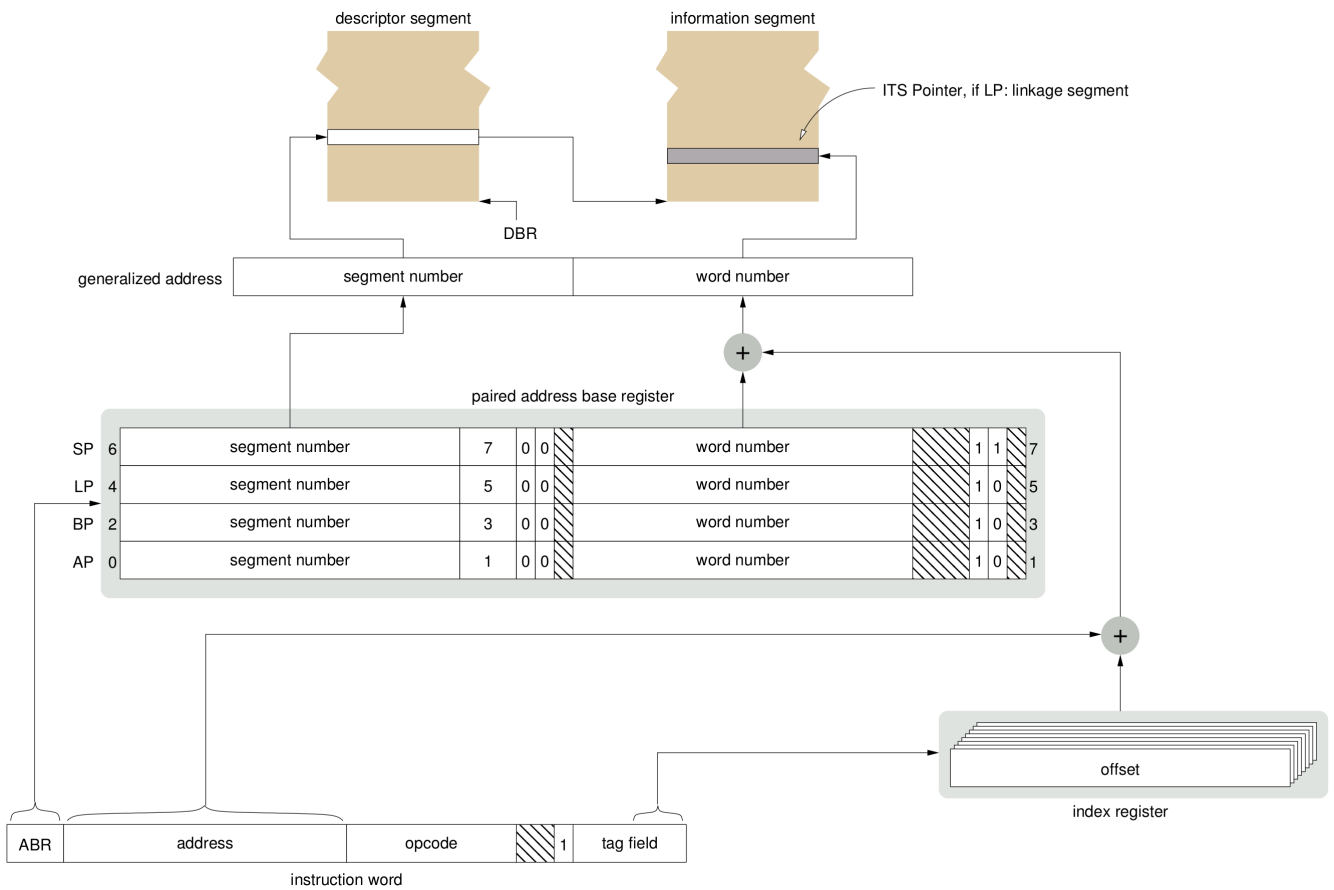 descriptor segment
information segment
ITS Pointer, if LP: linkage segment
DBR
generalized address
segment number
word number
+
paired address base register
SP 6 segment number 7 0 0 word number 1 1 7
LP 4 segment number 5 0 0 word number 1 0 5
BP 2 segment number 3 0 0 word number 1 0 3
AP 0 segment number 1 0 0 word number 1 0 1
+
offset
index register
ABR address opcode 1 tag field
instruction word